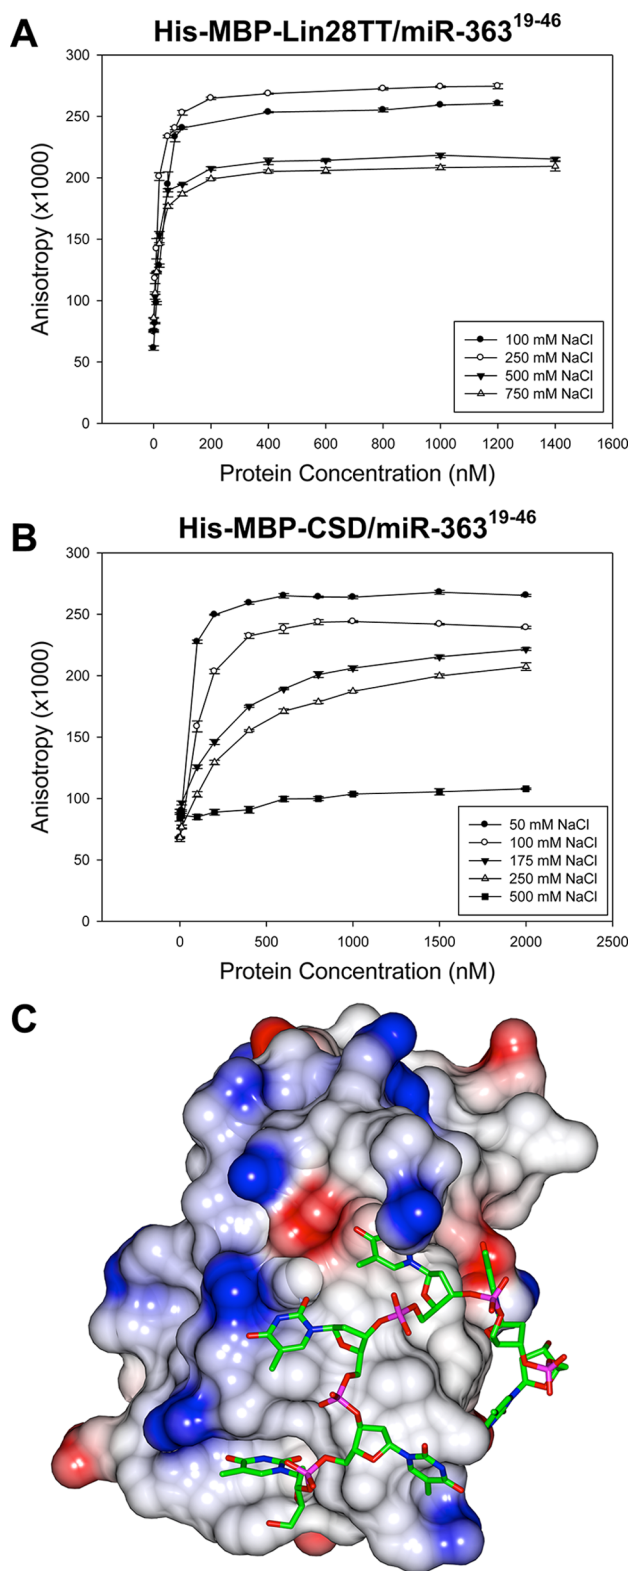 A
His-MBP-Lin28TT/miR-363^19-46
Anisotropy (x1000)
300
250
200
150
100
50
0
100 mM NaCl
250 mM NaCl
500 mM NaCl
750 mM NaCl
0 200 400 600 800 1000 1200 1400 1600
Protein Concentration (nM)
B
His-MBP-CSD/miR-363^19-46
Anisotropy (x1000)
300
250
200
150
100
50
0
50 mM NaCl
100 mM NaCl
175 mM NaCl
250 mM NaCl
500 mM NaCl
0 500 1000 1500 2000 2500
Protein Concentration (nM)
C